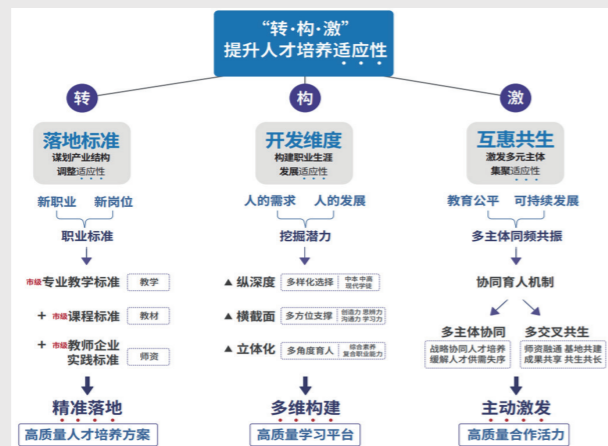 “转·构·激”
提升人才培养适应性
转
构
激
落地标准
谋划产业结构
调整适应性
开发维度
构建职业生涯
发展适应性
互惠共生
激发多元主体
集聚适应性
新职业 新岗位
人的需求 人的发展
教育公平 可持续发展
职业标准
挖掘潜力
多主体同频共振
市级专业教学标准 教学
+ 市级课程标准 教材
+ 市级教师企业
实践标准 师资
▲纵深度 多样化选择 中本 中高
现代学徒
▲横截面 多方位支撑 创造力 思辨力
沟通力 学习力
▲立体化 多角度育人 综合素养
复合职业能力
协同育人机制
多主体协同 多交叉共生
战略协同人才培养
缓解人才供需失序
师资融通 基地共建
成果共享 共生共长
精准落地
多维构建
主动激发
高质量人才培养方案
高质量学习平台
高质量合作活力